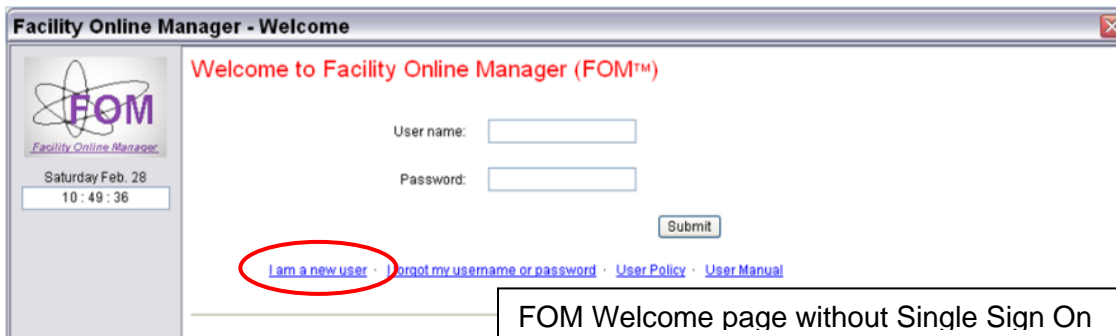 Facility Online Manager - Welcome
FOM
Facility Online Manager
Saturday Feb. 28
10 : 49 : 36
Welcome to Facility Online Manager (FOM™)
User name:
Password:
Submit
I am a new user · I forgot my username or password · User Policy · User Manual
FOM Welcome page without Single Sign On